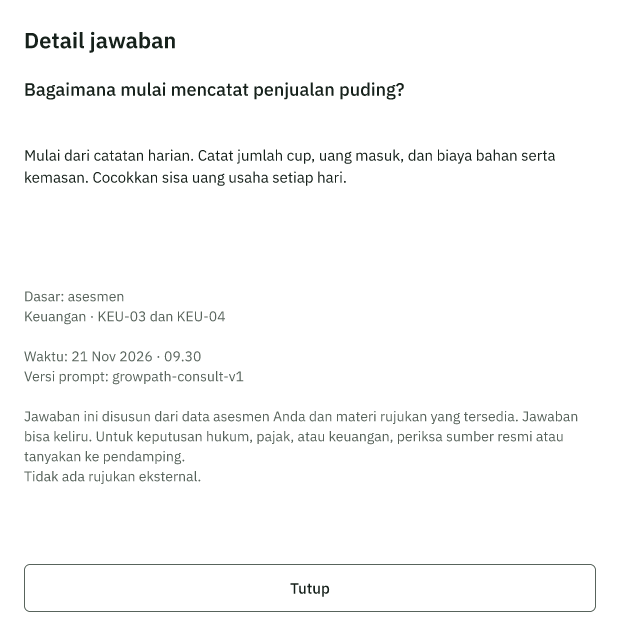 Detail jawaban
Bagaimana mulai mencatat penjualan puding?
Mulai dari catatan harian. Catat jumlah cup, uang masuk, dan biaya bahan serta
kemasan. Cocokkan sisa uang usaha setiap hari.
Dasar: asesmen
Keuangan · KEU-03 dan KEU-04
Waktu: 21 Nov 2026 · 09.30
Versi prompt: growpath-consult-v1
Jawaban ini disusun dari data asesmen Anda dan materi rujukan yang tersedia. Jawaban
bisa keliru. Untuk keputusan hukum, pajak, atau keuangan, periksa sumber resmi atau
tanyakan ke pendamping.
Tidak ada rujukan eksternal.
Tutup